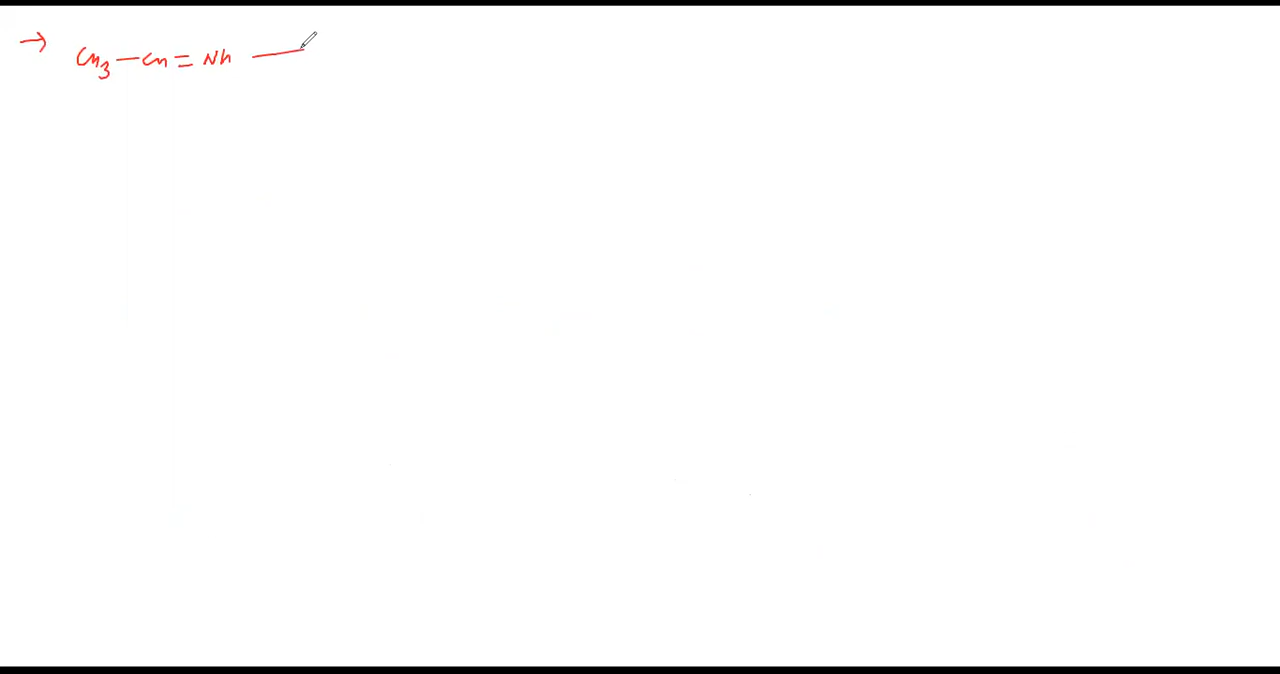 → CH₃—CH=NH —